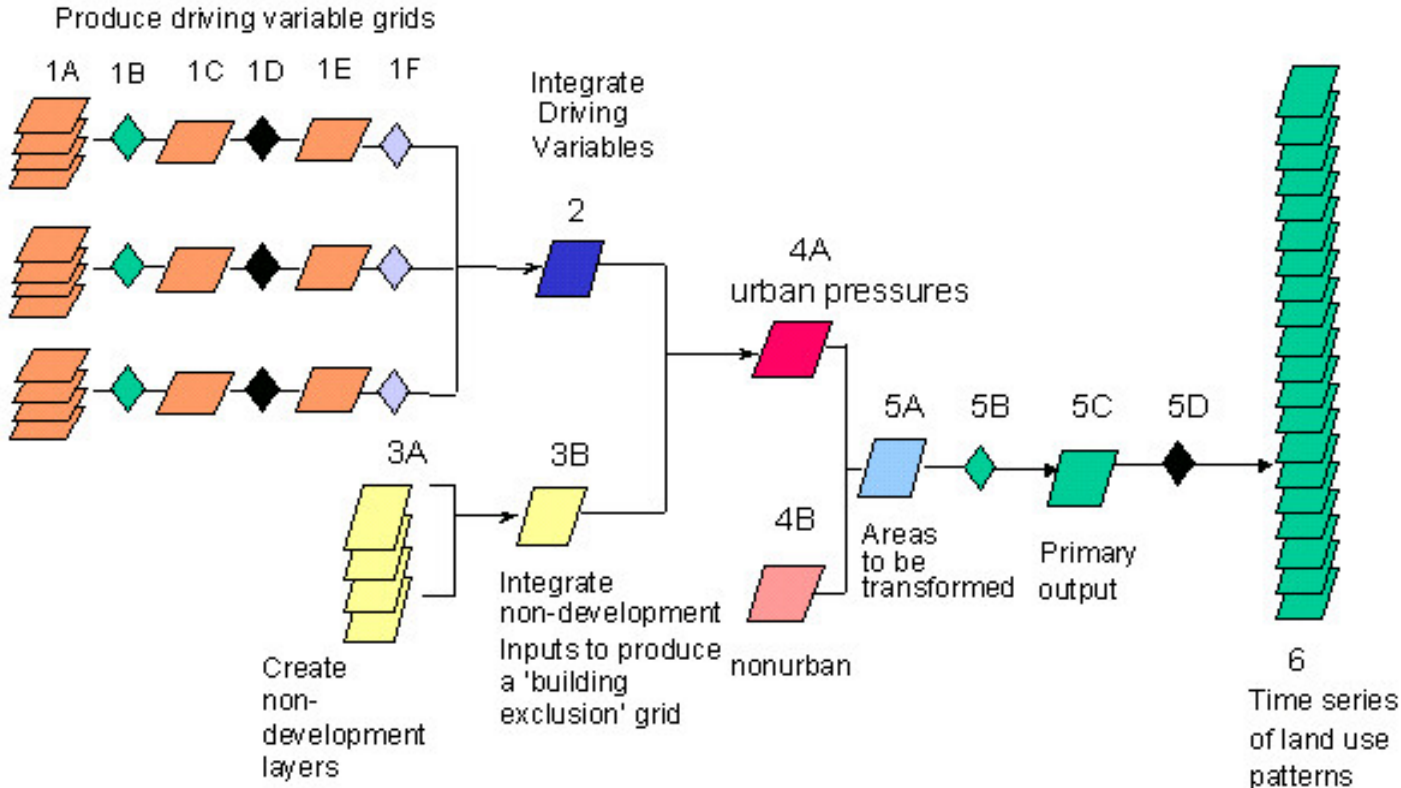 Produce driving variable grids
1A 1B 1C 1D 1E 1F
Integrate
Driving
Variables
2
4A
urban pressures
3A
3B
5A 5B 5C 5D
4B
Areas
to be
transformed
Primary
output
Integrate
non-development
Inputs to produce
a 'building
exclusion' grid
nonurban
Create
non-
development
layers
6
Time series
of land use
patterns